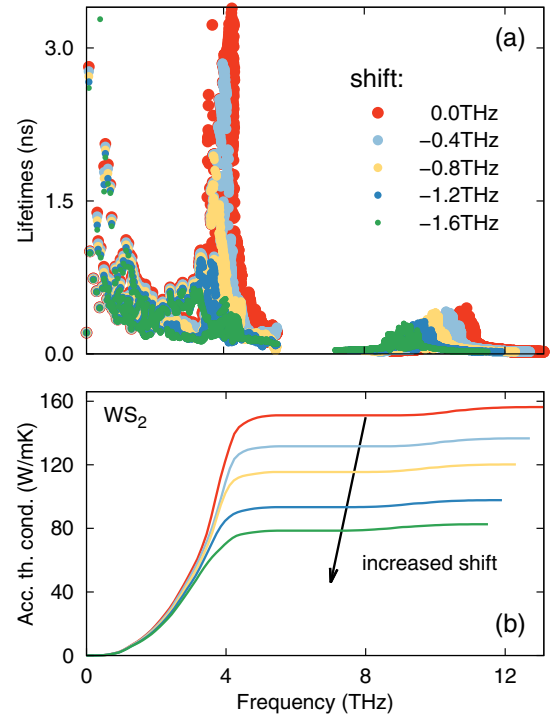 (a)
3.0
shift:
0.0THz
−0.4THz
−0.8THz
−1.2THz
−1.6THz
1.5
Lifetimes (ns)
0.0
160
WS2
120
80
increased shift
40
Acc. th. cond. (W/mK)
(b)
0
0 4 8 12
Frequency (THz)